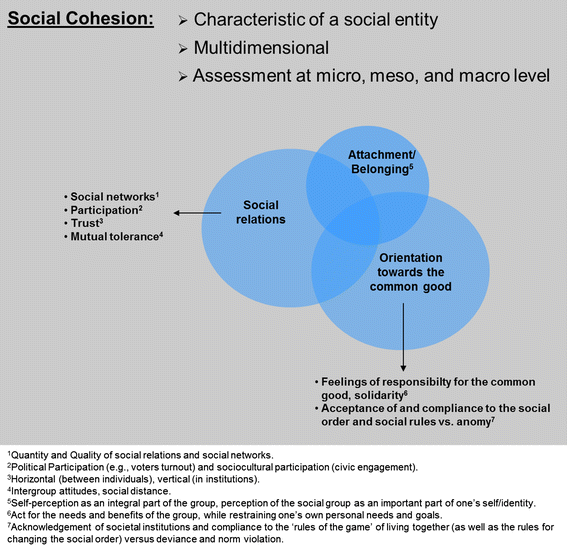 Social Cohesion: ➤ Characteristic of a social entity
➤ Multidimensional
➤ Assessment at micro, meso, and macro level
Attachment/
Belonging⁵
• Social networks¹
• Participation²
• Trust³
• Mutual tolerance⁴
Social
relations
Orientation
towards the
common good
• Feelings of responsibilty for the common
good, solidarity⁶
• Acceptance of and compliance to the social
order and social rules vs. anomy⁷
¹Quantity and Quality of social relations and social networks.
²Political Participation (e.g., voters turnout) and sociocultural participation (civic engagement).
³Horizontal (between individuals), vertical (in institutions).
⁴Intergroup attitudes, social distance.
⁵Self-perception as an integral part of the group, perception of the social group as an important part of one’s self/identity.
⁶Act for the needs and benefits of the group, while restraining one’s own personal needs and goals.
⁷Acknowledgement of societal institutions and compliance to the ‘rules of the game’ of living together (as well as the rules for
changing the social order) versus deviance and norm violation.